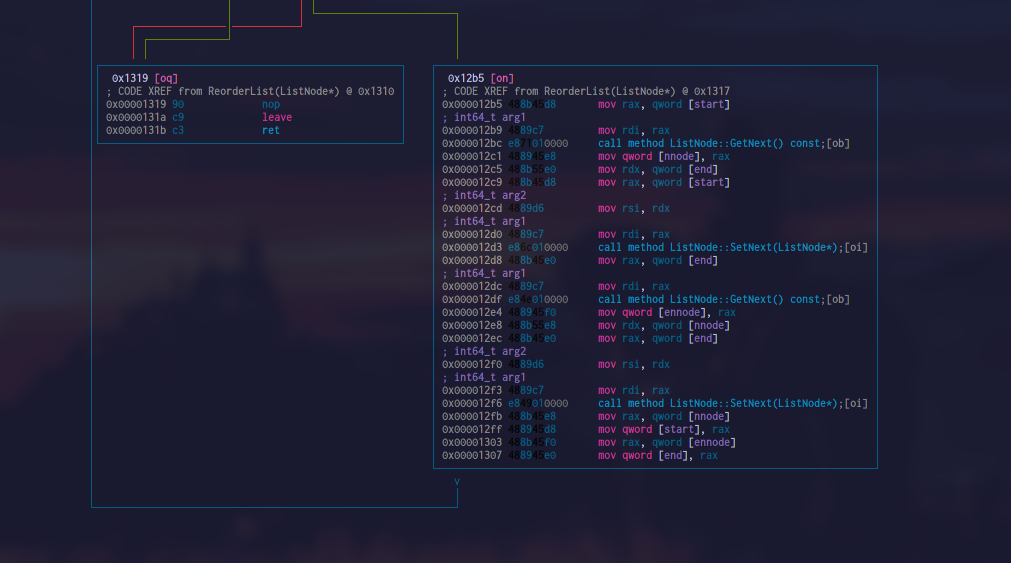 0x1319 [oq]
; CODE XREF from ReorderList(ListNode*) @ 0x1310
0x00001319 90 nop
0x0000131a c9 leave
0x0000131b c3 ret
0x12b5 [on]
; CODE XREF from ReorderList(ListNode*) @ 0x1317
0x000012b5 488b45d8 mov rax, qword [start]
; int64_t arg1
0x000012b9 4889c7 mov rdi, rax
0x000012bc e871010000 call method ListNode::GetNext() const;[ob]
0x000012c1 488945e8 mov qword [nnode], rax
0x000012c5 488b55e0 mov rdx, qword [end]
0x000012c9 488b45d8 mov rax, qword [start]
; int64_t arg2
0x000012cd 4889d6 mov rsi, rdx
; int64_t arg1
0x000012d0 4889c7 mov rdi, rax
0x000012d3 e86c010000 call method ListNode::SetNext(ListNode*);[oi]
0x000012d8 488b45e0 mov rax, qword [end]
; int64_t arg1
0x000012dc 4889c7 mov rdi, rax
0x000012df e84e010000 call method ListNode::GetNext() const;[ob]
0x000012e4 488945f0 mov qword [ennode], rax
0x000012e8 488b55e8 mov rdx, qword [nnode]
0x000012ec 488b45e0 mov rax, qword [end]
; int64_t arg2
0x000012f0 4889d6 mov rsi, rdx
; int64_t arg1
0x000012f3 4889c7 mov rdi, rax
0x000012f6 e849010000 call method ListNode::SetNext(ListNode*);[oi]
0x000012fb 488b45e8 mov rax, qword [nnode]
0x000012ff 488945d8 mov qword [start], rax
0x00001303 488b45f0 mov rax, qword [ennode]
0x00001307 488945e0 mov qword [end], rax
v